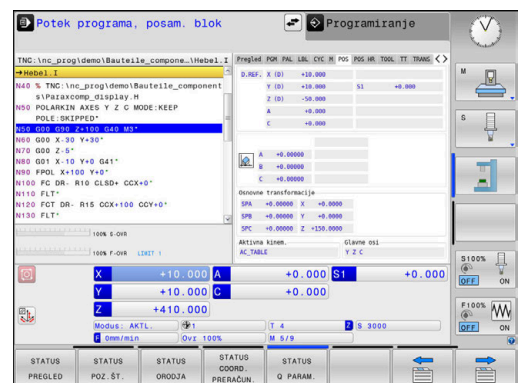 Potek programa, posam. blok
Programiranje
TNC:\nc_prog\demo\Bauteile_compone…\Hebel.I
→Hebel.I
N40 % TNC:\nc_prog\demo\Bauteile_component
s\Paraxcomp_display.H
N50 POLARKIN AXES Y Z C MODE:KEEP
POLE:SKIPPED*
N50 G00 G90 Z+100 G40 M3*
N60 G00 X-30 Y+30*
N70 G00 Z-5*
N80 G01 X-10 Y+0 G41*
N90 FPOL X+100 Y+0*
N100 FC DR- R10 CLSD+ CCX+0*
N110 FLT*
N120 FCT DR- R15 CCX+100 CCY+0*
N130 FLT*
100% S-OVR
100% F-OVR LIMIT 1
Pregled PGM PAL LBL CYC M POS POS HR TOOL TT TRANS
D.REF. X (D) +10.000
Y (D) +10.000 S1 +0.000
Z (D) -50.000
A +0.000
C +0.000
A +0.00000
B +0.00000
C +0.00000
Osnovne transformacije
SPA +0.00000 X +0.0000
SPB +0.00000 Y +0.0000
SPC +0.00000 Z +150.0000
Aktivna kinem. Glavne osi
AC_TABLE Y Z C
X +10.000 A +0.000 S1 +0.000
Y +10.000 C +0.000
Z +410.000
Modus: AKTL. 1 T 4 Z S 3000
F 0mm/min Ovr 100% M 5/9
M
S
S100%
OFF ON
F100%
OFF ON
STATUS
PREGLED
STATUS
POZ.ŠT.
STATUS
ORODJA
STATUS
COORD.
PRERAČUN.
STATUS
Q PARAM.